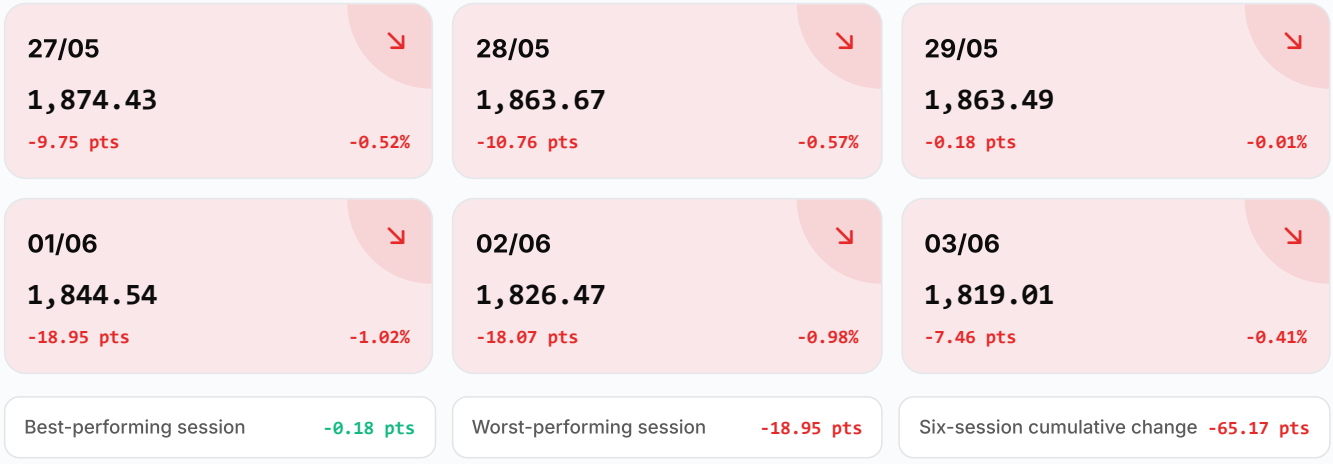 27/05
1,874.43
-9.75 pts -0.52%
28/05
1,863.67
-10.76 pts -0.57%
29/05
1,863.49
-0.18 pts -0.01%
01/06
1,844.54
-18.95 pts -1.02%
02/06
1,826.47
-18.07 pts -0.98%
03/06
1,819.01
-7.46 pts -0.41%
Best-performing session -0.18 pts
Worst-performing session -18.95 pts
Six-session cumulative change -65.17 pts